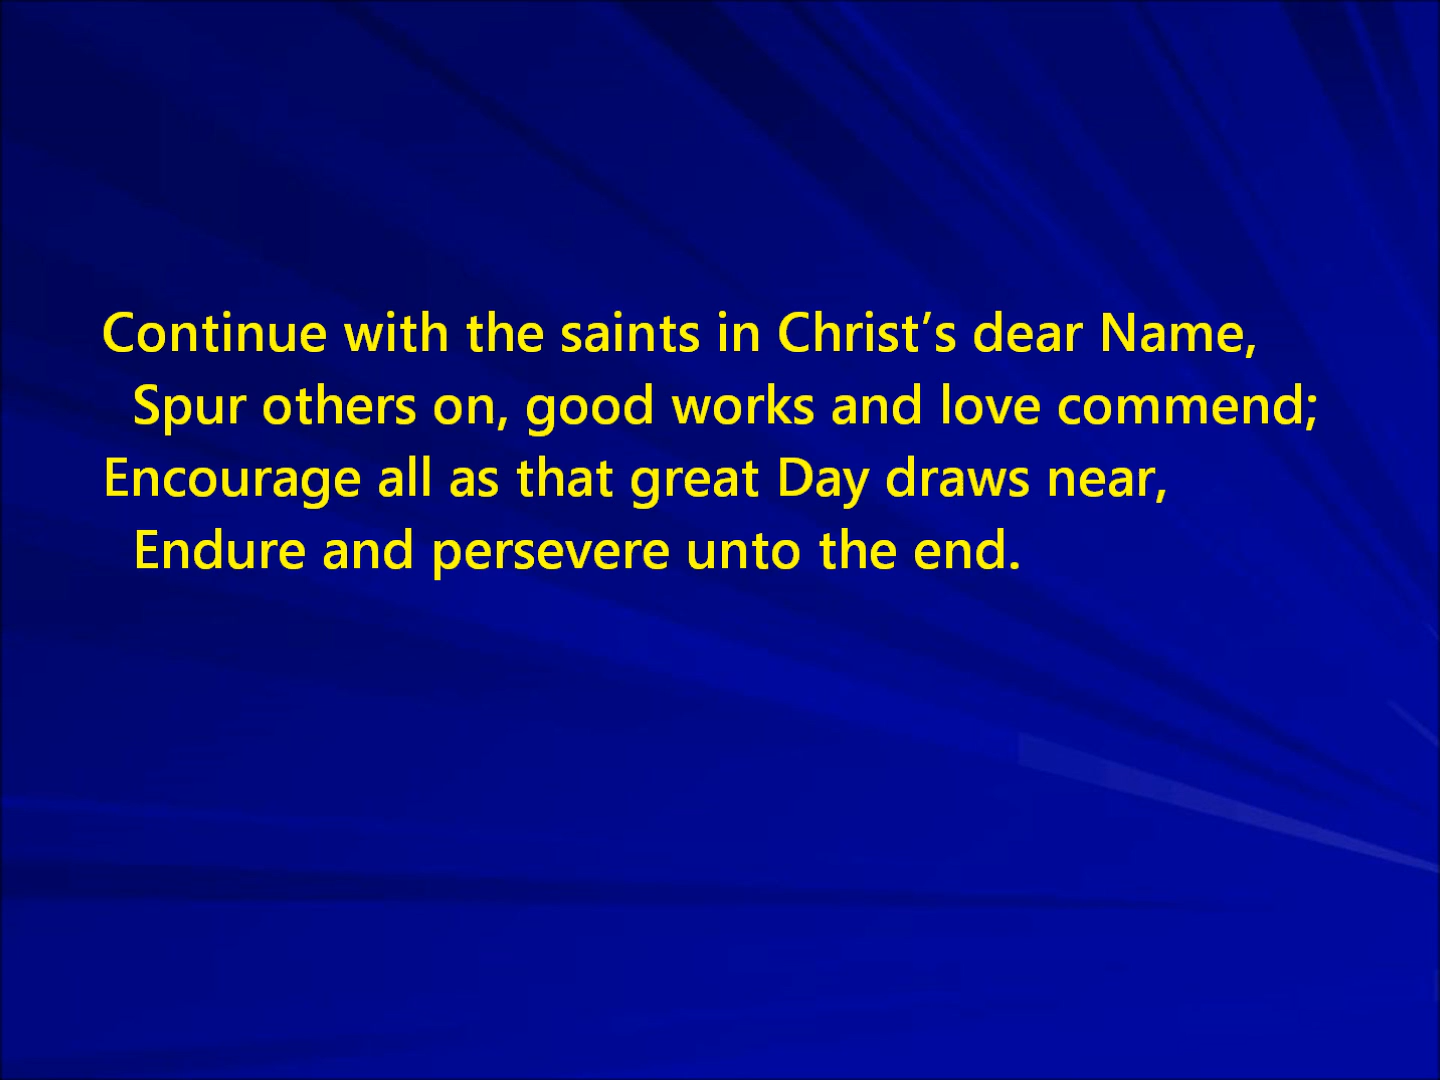 Continue with the saints in Christ’s dear Name,
Spur others on, good works and love commend;
Encourage all as that great Day draws near,
Endure and persevere unto the end.